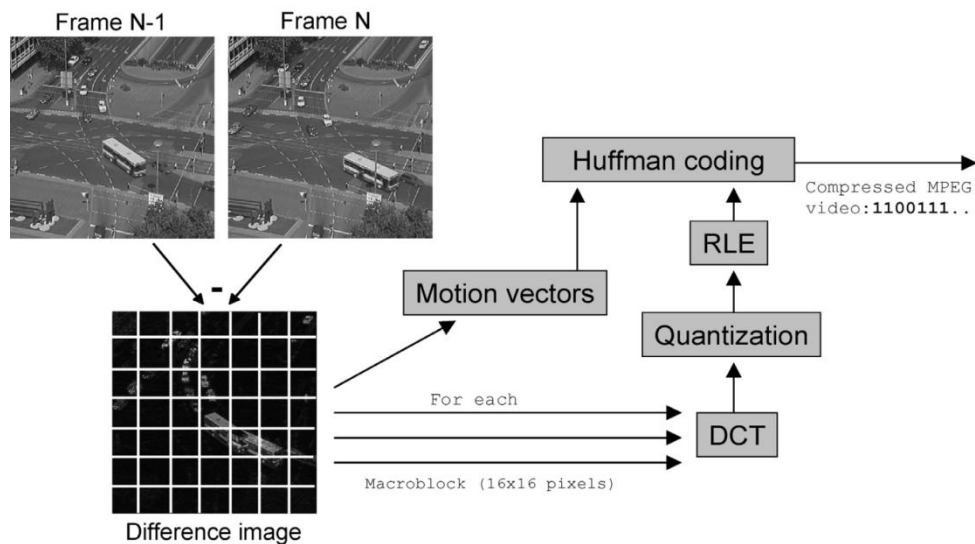 Frame N-1
Frame N
-
Huffman coding
Compressed MPEG
video:1100111..
RLE
Motion vectors
Quantization
For each
DCT
Macroblock (16x16 pixels)
Difference image